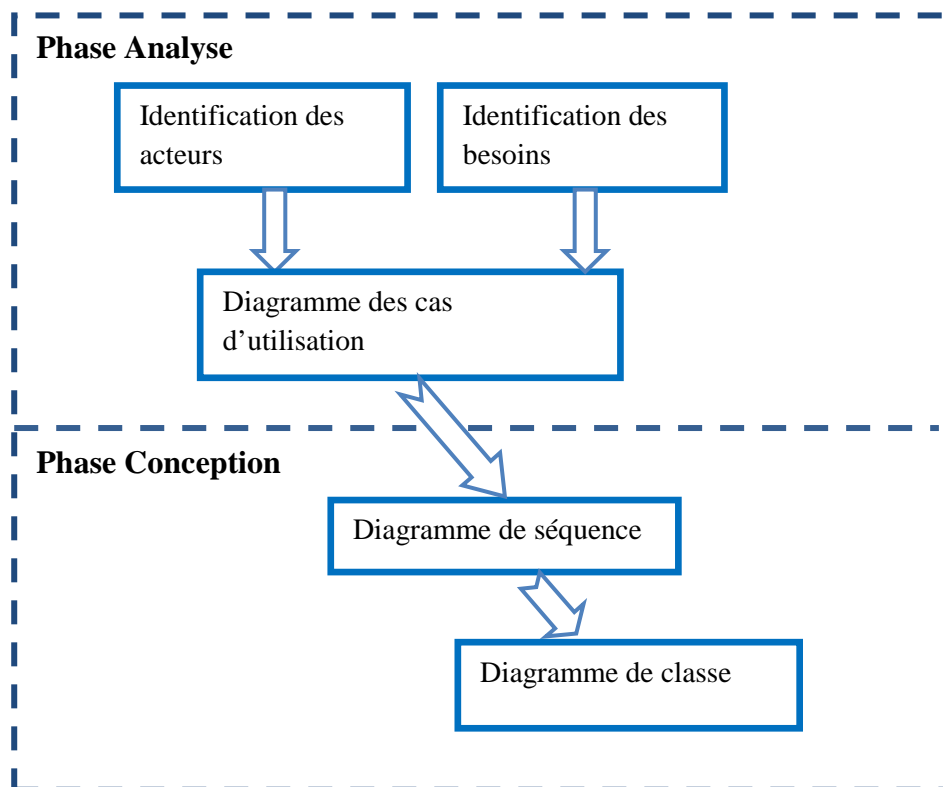 Phase Analyse
Identification des
acteurs
Identification des
besoins
Diagramme des cas
d’utilisation
Phase Conception
Diagramme de séquence
Diagramme de classe